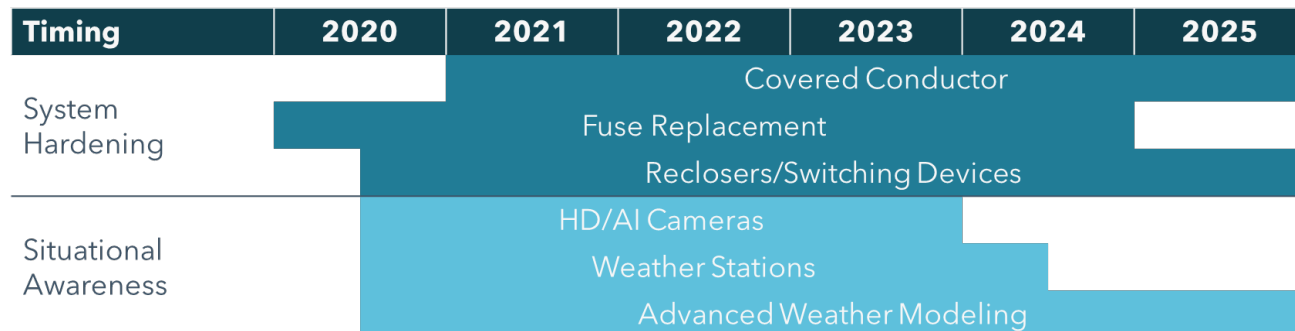 Timing 2020 2021 2022 2023 2024 2025
System
Hardening
Covered Conductor
Fuse Replacement
Reclosers/Switching Devices
Situational
Awareness
HD/AI Cameras
Weather Stations
Advanced Weather Modeling